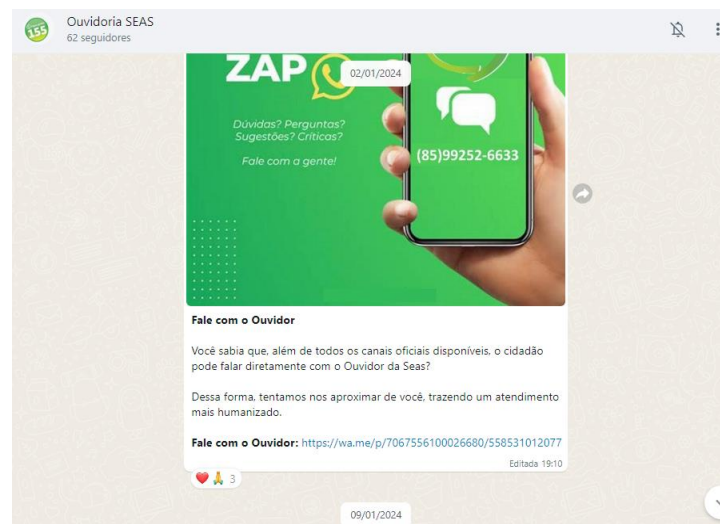 155
Ouvidoria SEAS
62 seguidores
02/01/2024
ZAP
Dúvidas? Perguntas?
Sugestões? Críticas?
Fale com a gente!
(85)99252-6633
Fale com o Ouvidor
Você sabia que, além de todos os canais oficiais disponíveis, o cidadão
pode falar diretamente com o Ouvidor da Seas?
Dessa forma, tentamos nos aproximar de você, trazendo um atendimento
mais humanizado.
Fale com o Ouvidor: https://wa.me/p/7067556100026680/558531012077
Editada 19:10
3
09/01/2024